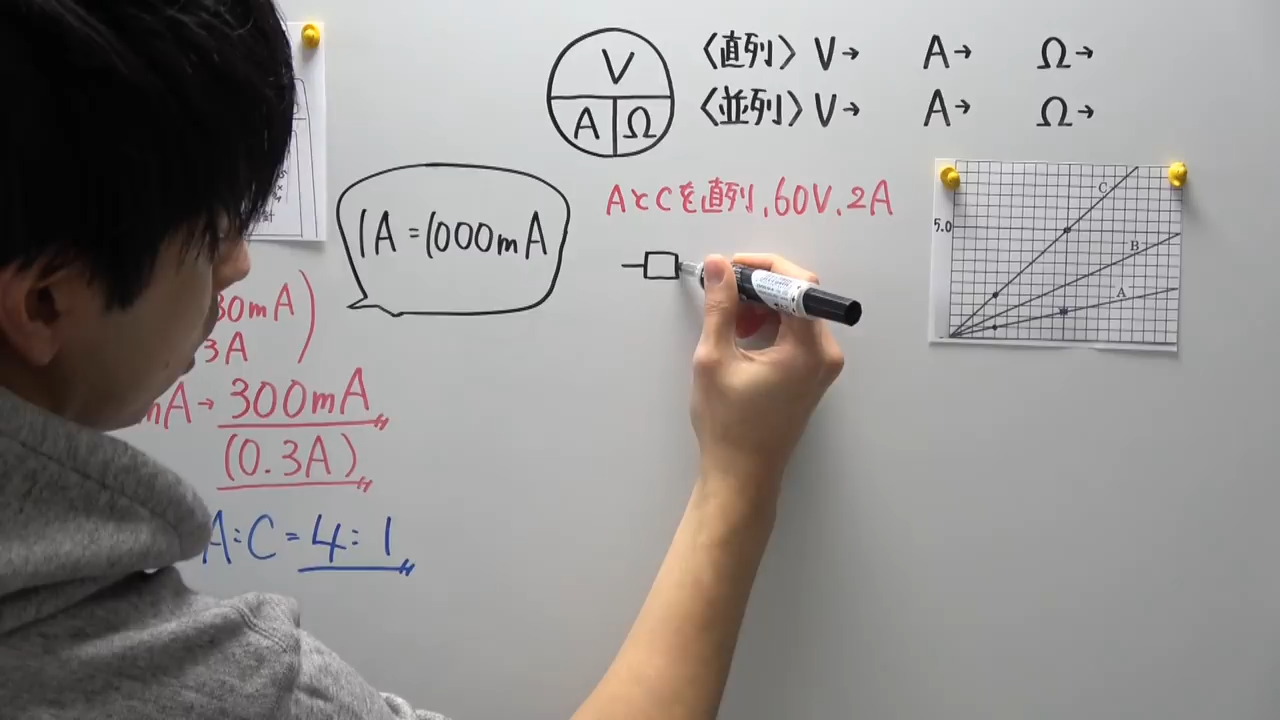 V
A Ω
〈直列〉 V→ A→ Ω→
〈並列〉 V→ A→ Ω→
1A=1000mA
AとCを直列、60V、2A
5.0
C
B
A
30mA)
3A
mA→300mA
(0.3A)
A:C=4:1